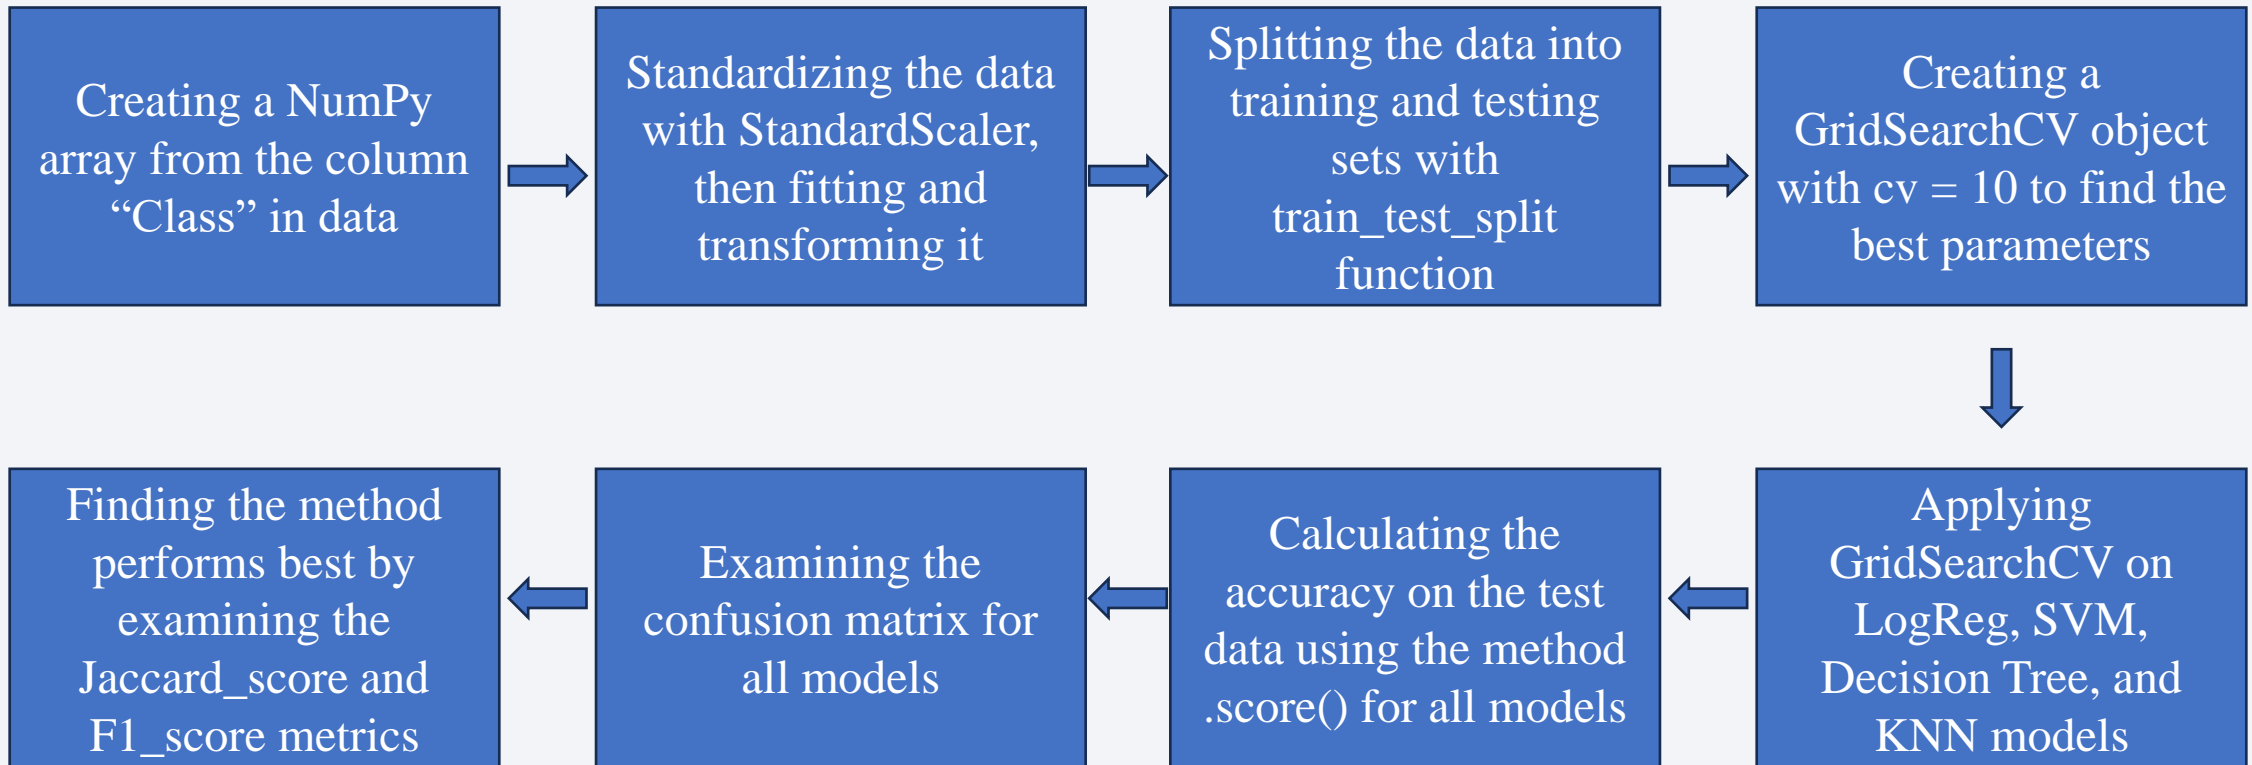 Creating a NumPy
array from the column
“Class” in data
Standardizing the data
with StandardScaler,
then fitting and
transforming it
Splitting the data into
training and testing
sets with
train_test_split
function
Creating a
GridSearchCV object
with cv = 10 to find the
best parameters
Applying
GridSearchCV on
LogReg, SVM,
Decision Tree, and
KNN models
Calculating the
accuracy on the test
data using the method
.score() for all models
Examining the
confusion matrix for
all models
Finding the method
performs best by
examining the
Jaccard_score and
F1_score metrics